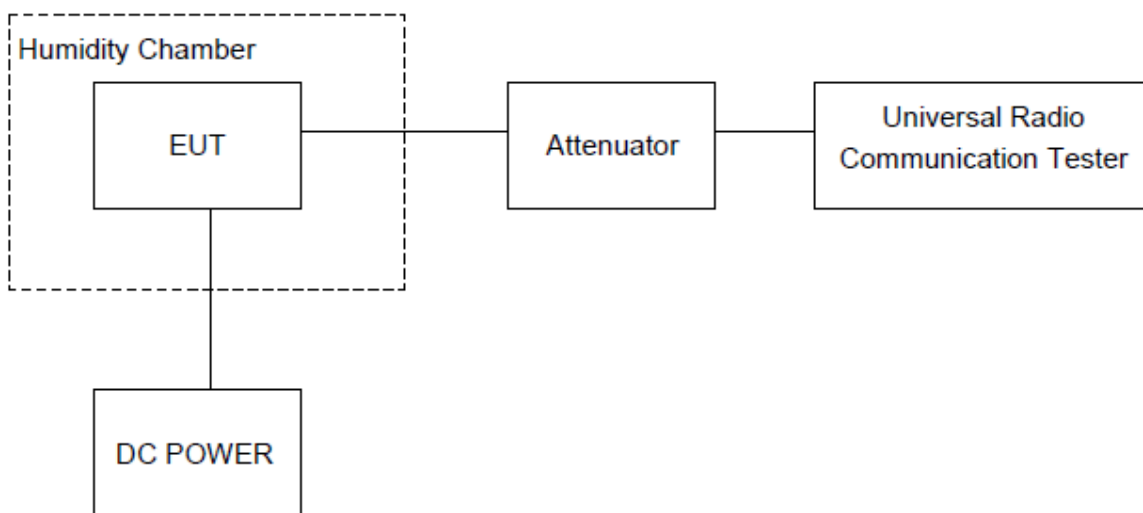 Humidity Chamber
EUT
Attenuator
Universal Radio
Communication Tester
DC POWER